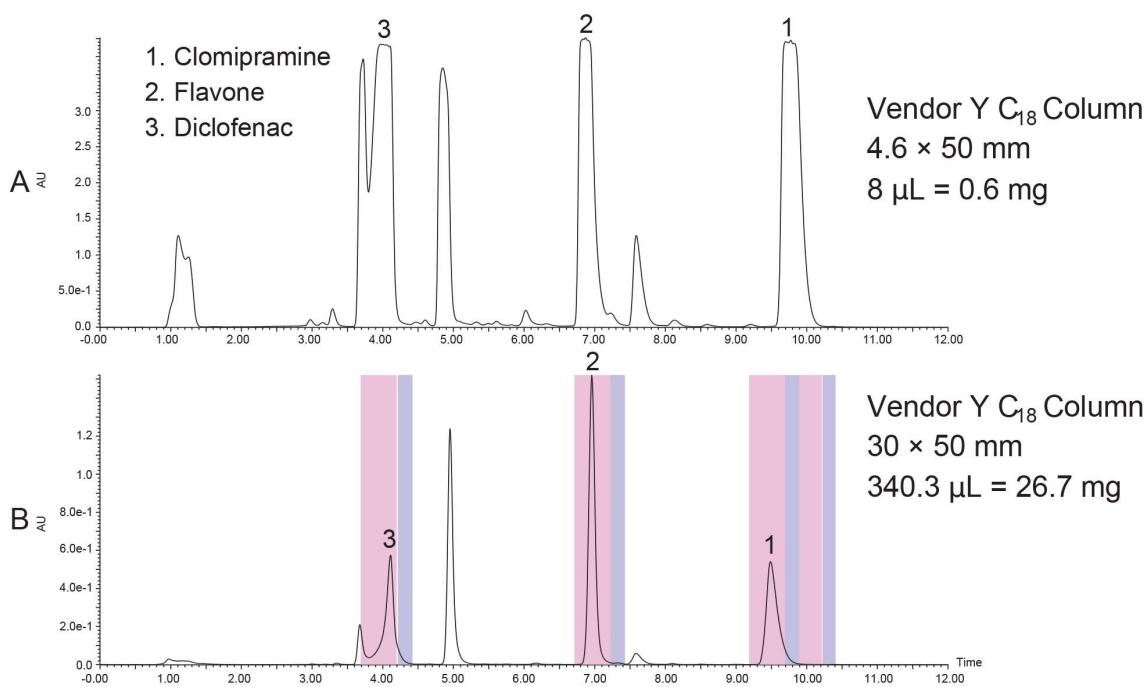 3
2
1
1. Clomipramine
2. Flavone
3. Diclofenac
Vendor Y C₁₈ Column
4.6 × 50 mm
8 µL = 0.6 mg
A
AU
3.0
2.5
2.0
1.5
1.0
5.0e-1
0.0
-0.00 1.00 2.00 3.00 4.00 5.00 6.00 7.00 8.00 9.00 10.00 11.00 12.00
2
Vendor Y C₁₈ Column
30 × 50 mm
340.3 µL = 26.7 mg
B
AU
1.2
1.0
8.0e-1
6.0e-1
4.0e-1
2.0e-1
0.0
3
1
Time
-0.00 1.00 2.00 3.00 4.00 5.00 6.00 7.00 8.00 9.00 10.00 11.00 12.00